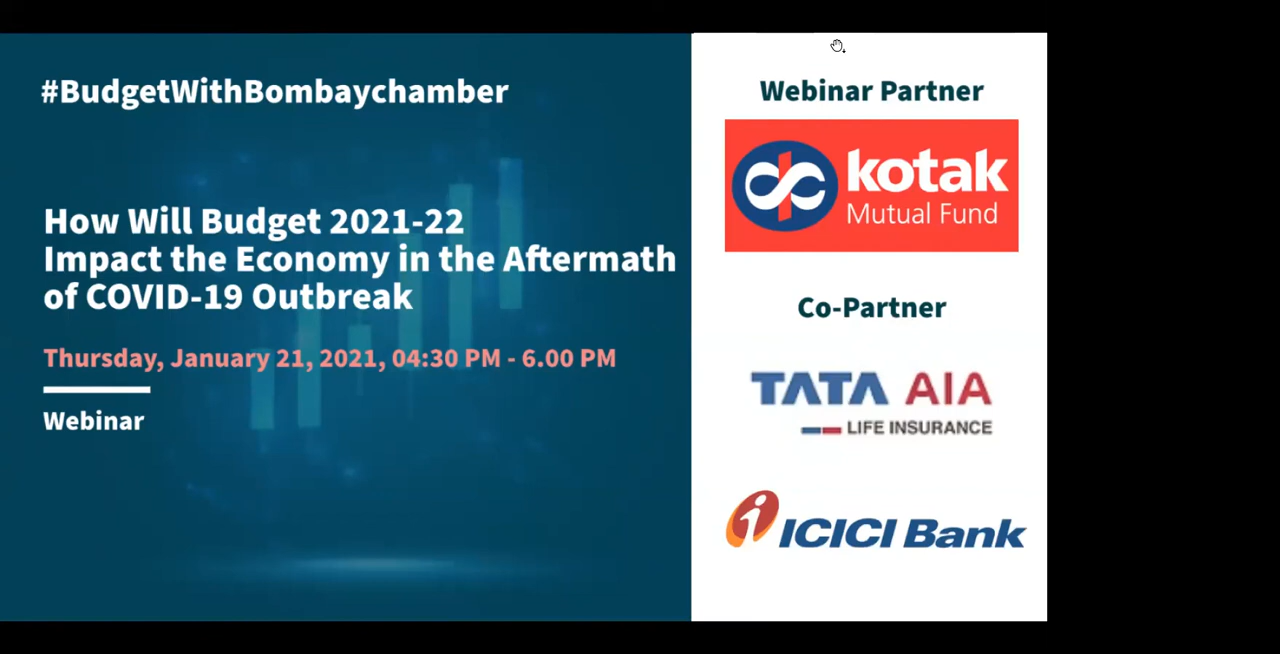 #BudgetWithBombaychamber
How Will Budget 2021-22
Impact the Economy in the Aftermath
of COVID-19 Outbreak
Thursday, January 21, 2021, 04:30 PM - 6.00 PM
Webinar
Webinar Partner
kotak
Mutual Fund
Co-Partner
TATA AIA
LIFE INSURANCE
ICICI Bank